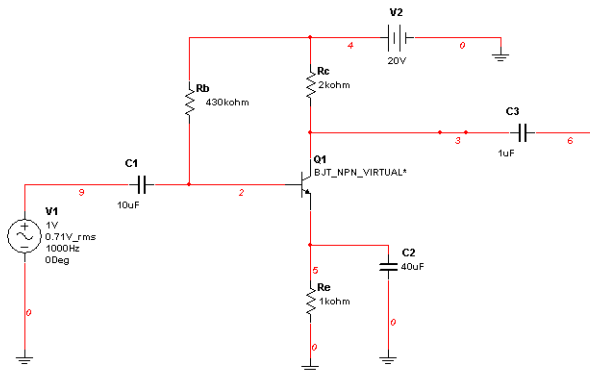 V2
4
0
20V
Rb
430kohm
Rc
2kohm
C3
3
6
1uF
C1
Q1
BJT_NPN_VIRTUAL*
9
2
10uF
V1
1V
0.71V_rms
1000Hz
0Deg
C2
40uF
5
Re
1kohm
0
0
0